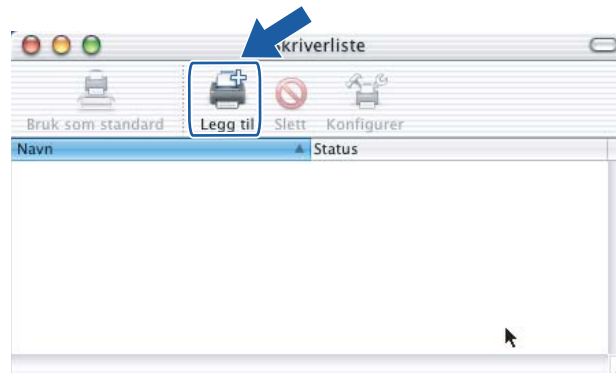 kriverliste
Bruk som standard
Legg til
Slett
Konfigurer
Navn
Status